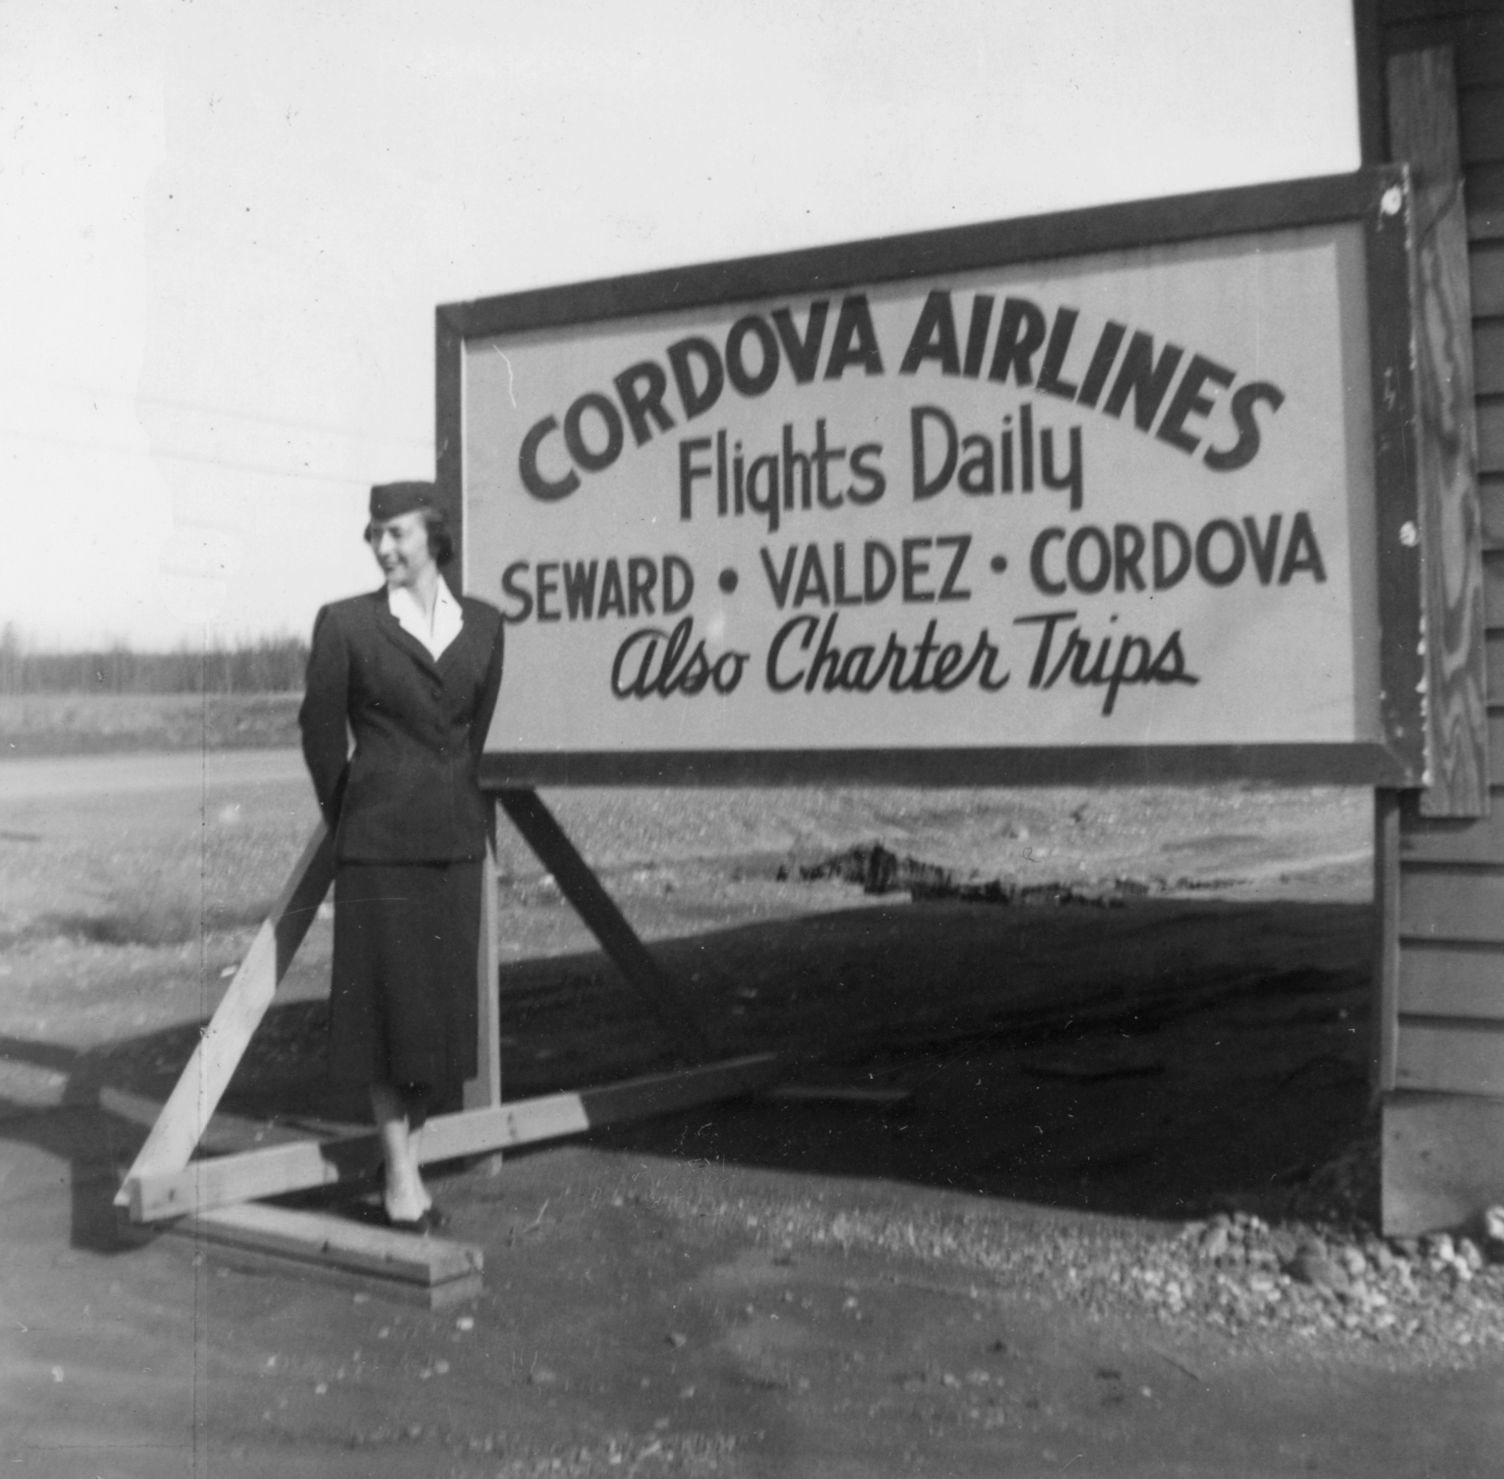 CORDOVA AIRLINES
Flights Daily
SEWARD • VALDEZ • CORDOVA
Also Charter Trips